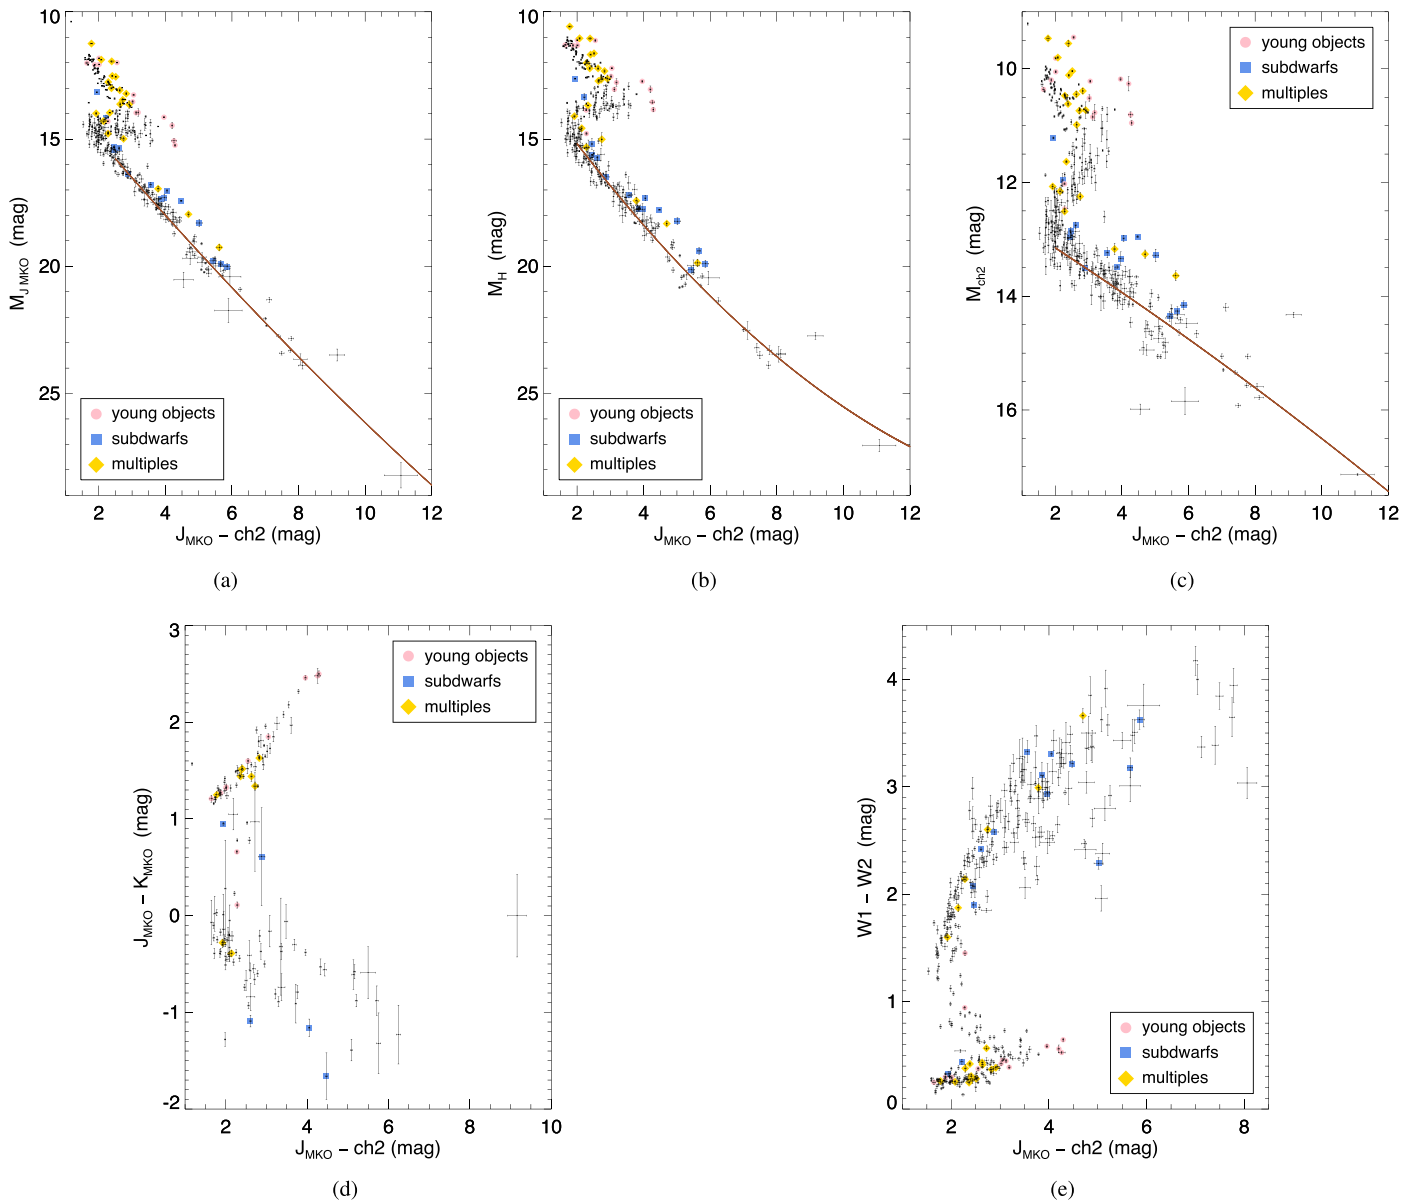 10
15
20
25
M_J MKO (mag)
young objects
subdwarfs
multiples
2 4 6 8 10 12
J_MKO − ch2 (mag)
(a)
10
15
20
25
M_H (mag)
young objects
subdwarfs
multiples
2 4 6 8 10 12
J_MKO − ch2 (mag)
(b)
10
12
14
16
M_ch2 (mag)
young objects
subdwarfs
multiples
2 4 6 8 10 12
J_MKO − ch2 (mag)
(c)
3
2
1
0
-1
-2
J_MKO − K_MKO (mag)
young objects
subdwarfs
multiples
2 4 6 8 10
J_MKO − ch2 (mag)
(d)
4
3
2
1
0
W1 − W2 (mag)
young objects
subdwarfs
multiples
2 4 6 8
J_MKO − ch2 (mag)
(e)